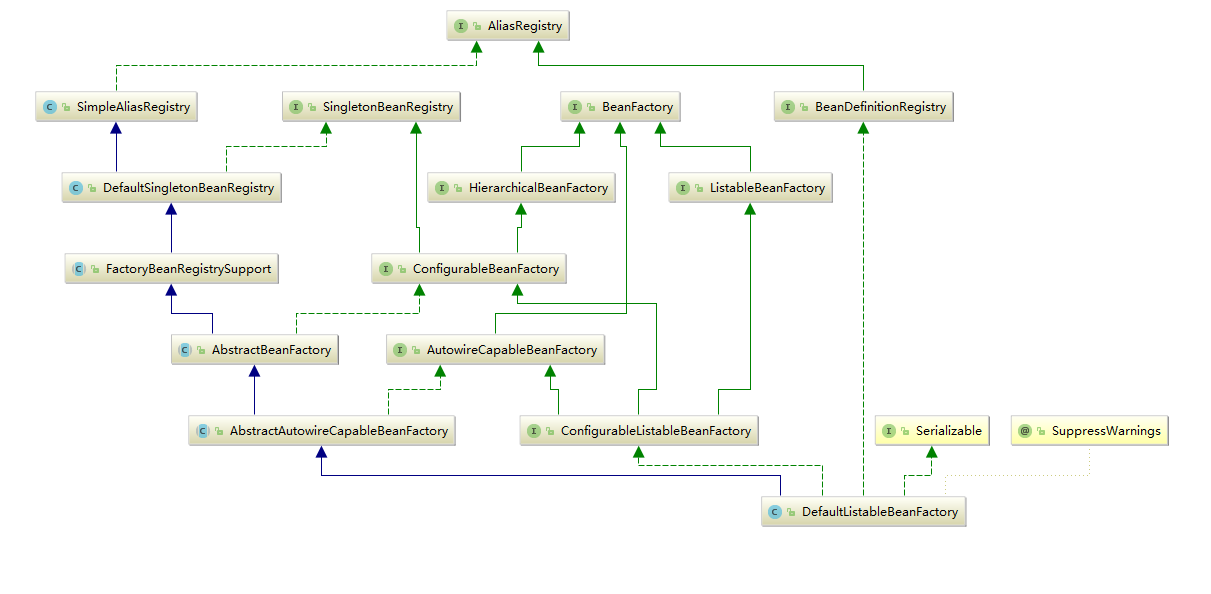 AliasRegistry
SimpleAliasRegistry
SingletonBeanRegistry
BeanFactory
BeanDefinitionRegistry
DefaultSingletonBeanRegistry
HierarchicalBeanFactory
ListableBeanFactory
FactoryBeanRegistrySupport
ConfigurableBeanFactory
AbstractBeanFactory
AutowireCapableBeanFactory
AbstractAutowireCapableBeanFactory
ConfigurableListableBeanFactory
Serializable
SuppressWarnings
DefaultListableBeanFactory